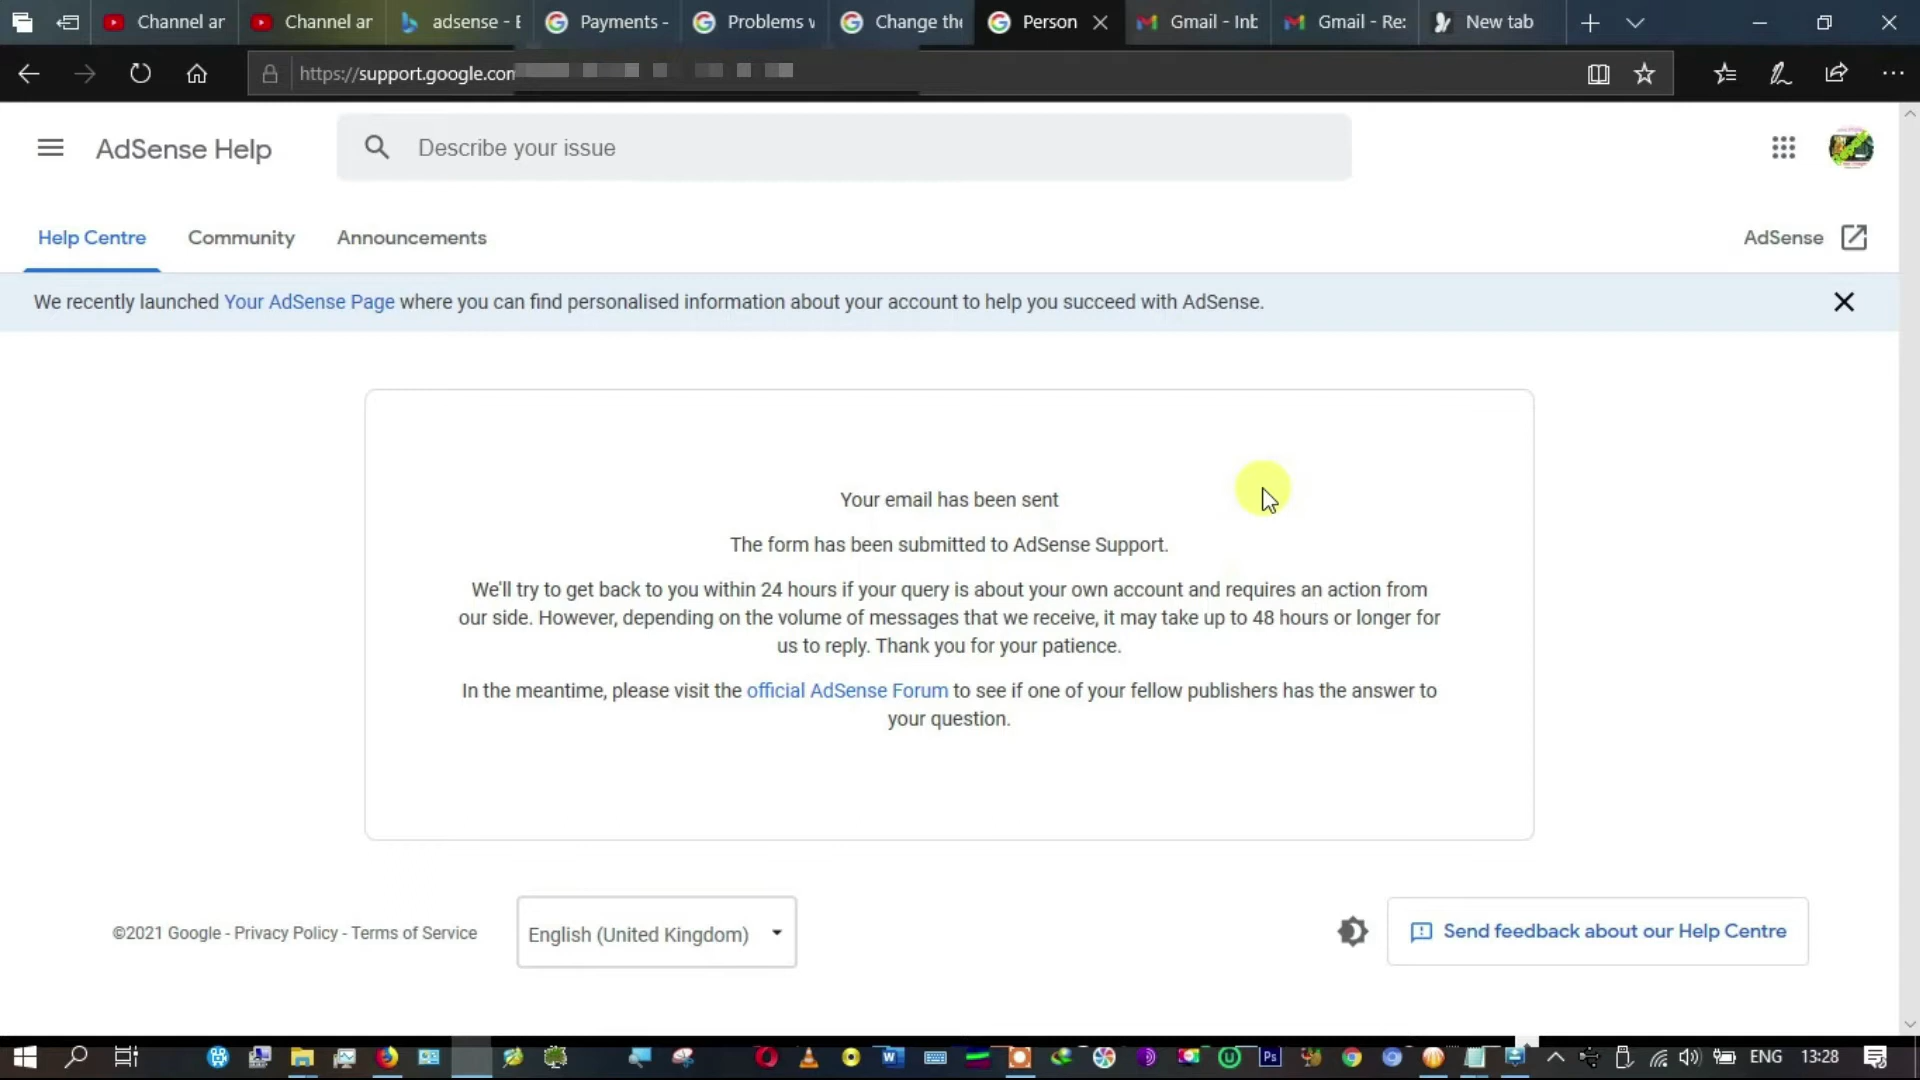 Channel ar
Channel ar
adsense - E
Payments -
Problems v
Change the
Person
Gmail - Inb
Gmail - Re:
New tab
https://support.google.com
AdSense Help
Describe your issue
Help Centre
Community
Announcements
AdSense
We recently launched Your AdSense Page where you can find personalised information about your account to help you succeed with AdSense.
Your email has been sent
The form has been submitted to AdSense Support.
We'll try to get back to you within 24 hours if your query is about your own account and requires an action from
our side. However, depending on the volume of messages that we receive, it may take up to 48 hours or longer for
us to reply. Thank you for your patience.
In the meantime, please visit the official AdSense Forum to see if one of your fellow publishers has the answer to
your question.
©2021 Google - Privacy Policy - Terms of Service
English (United Kingdom)
Send feedback about our Help Centre
Ps
ENG
13:28